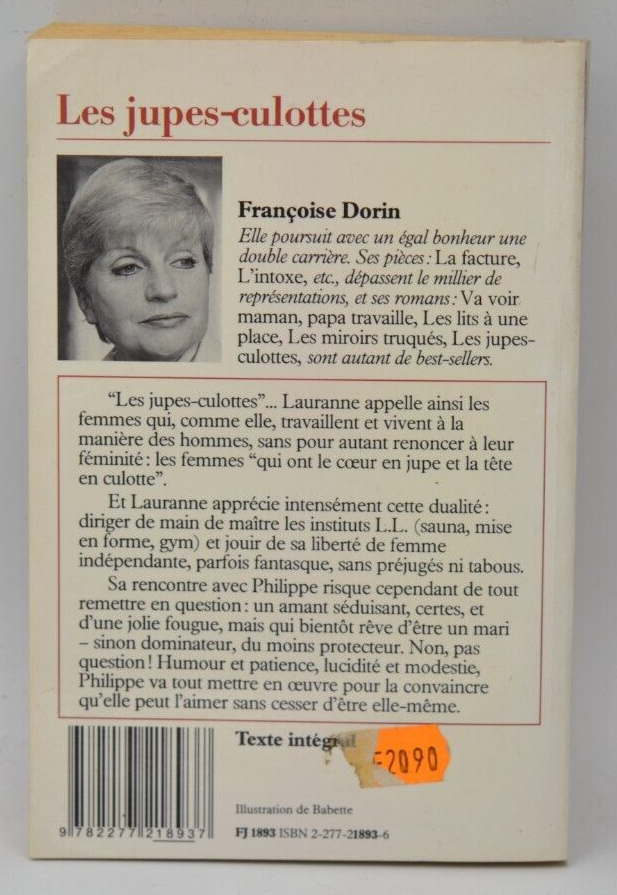 Les jupes-culottes
Françoise Dorin
Elle poursuit avec un égal bonheur une
double carrière. Ses pièces : La facture,
L'intoxe, etc., dépassent le millier de
représentations, et ses romans : Va voir
maman, papa travaille, Les lits à une
place, Les miroirs truqués, Les jupes-
culottes, sont autant de best-sellers.
"Les jupes-culottes"... Lauranne appelle ainsi les
femmes qui, comme elle, travaillent et vivent à la
manière des hommes, sans pour autant renoncer à leur
féminité : les femmes "qui ont le cœur en jupe et la tête
en culotte".
Et Lauranne apprécie intensément cette dualité :
diriger de main de maître les instituts L.L. (sauna, mise
en forme, gym) et jouir de sa liberté de femme
indépendante, parfois fantasque, sans préjugés ni tabous.
Sa rencontre avec Philippe risque cependant de tout
remettre en question : un amant séduisant, certes, et
d'une jolie fougue, mais qui bientôt rêve d'être un mari
– sinon dominateur, du moins protecteur. Non, pas
question ! Humour et patience, lucidité et modestie,
Philippe va tout mettre en œuvre pour la convaincre
qu'elle peut l'aimer sans cesser d'être elle-même.
Texte intégral
F2090
Illustration de Babette
9 782277 218937
FJ 1893 ISBN 2-277-21893-6